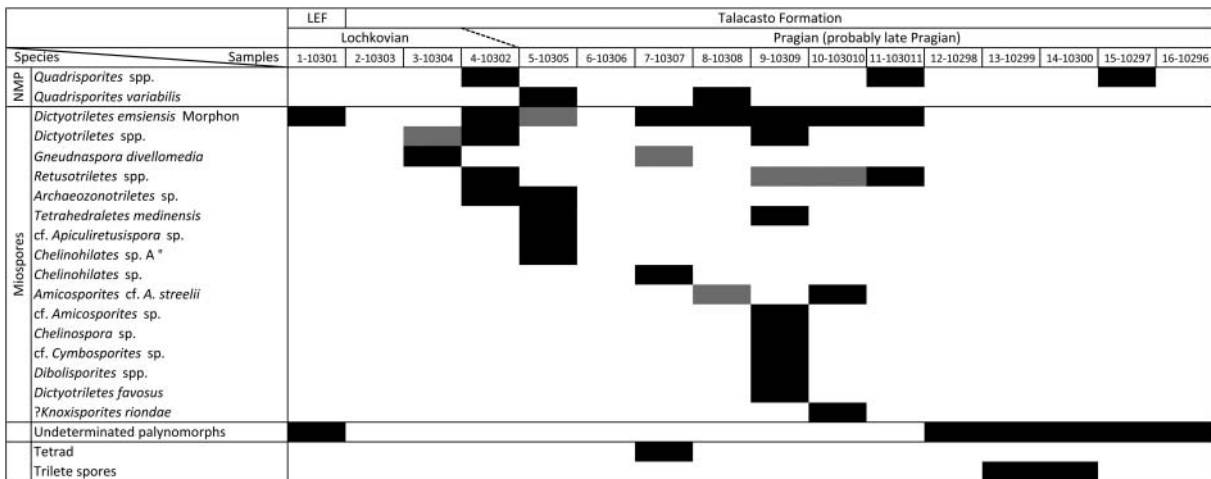 LEF Talacasto Formation
Lochkovian Pragian (probably late Pragian)
Species Samples 1-10301 2-10303 3-10304 4-10302 5-10305 6-10306 7-10307 8-10308 9-10309 10-103010 11-103011 12-10298 13-10299 14-10300 15-10297 16-10296
NMP
Quadrisporites spp.
Quadrisporites variabilis
Miospores
Dictyotriletes emsiensis Morphon
Dictyotriletes spp.
Gneudnaspora divellomedia
Retusotriletes spp.
Archaeozonotriletes sp.
Tetrahedraletes medinensis
cf. Apiculiretusispora sp.
Chelinohilates sp. A °
Chelinohilates sp.
Amicosporites cf. A. streelii
cf. Amicosporites sp.
Chelinospora sp.
cf. Cymbosporites sp.
Dibolisporites spp.
Dictyotriletes favosus
?Knoxisporites riondae
Undeterminated palynomorphs
Tetrad
Trilete spores